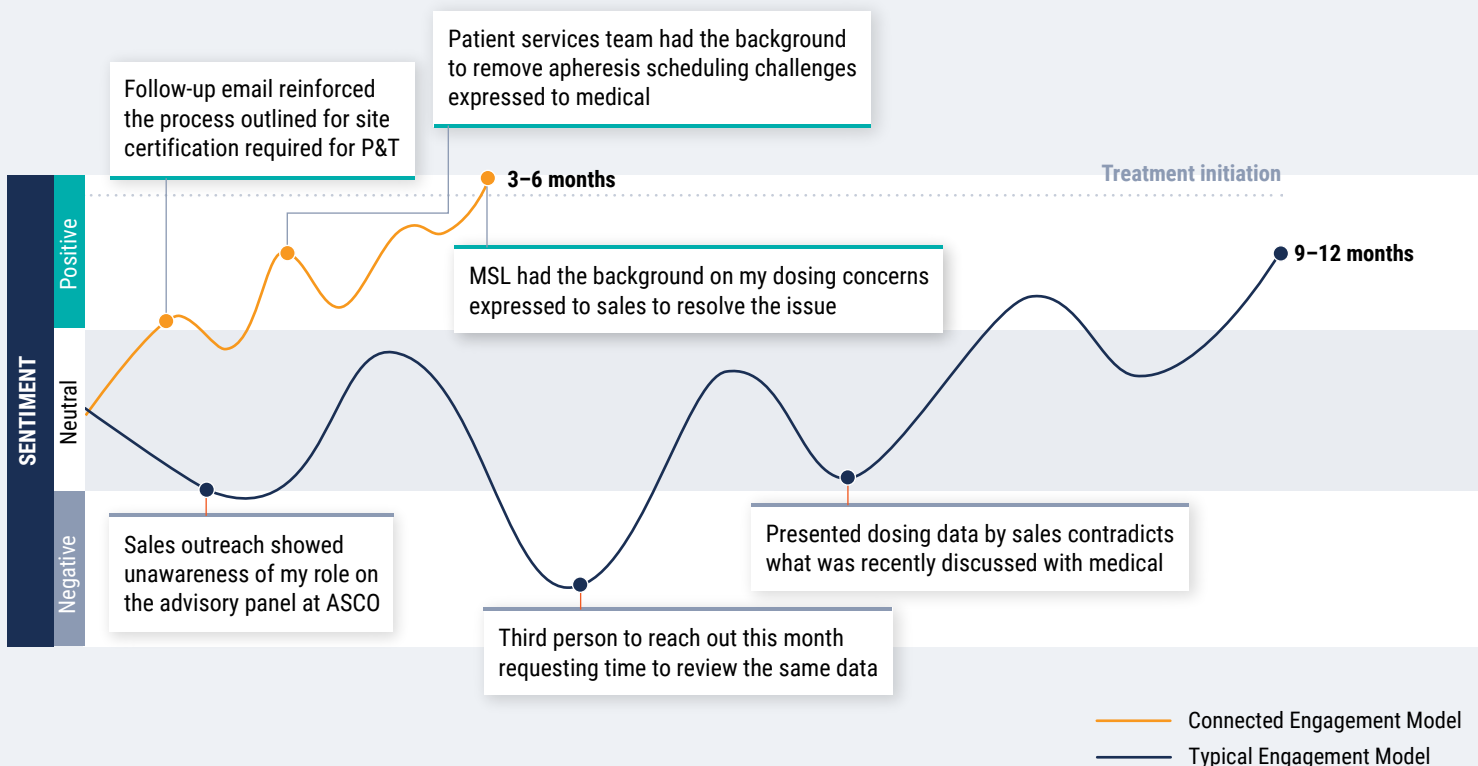 Patient services team had the background
to remove apheresis scheduling challenges
expressed to medical
Follow-up email reinforced
the process outlined for site
certification required for P&T
3–6 months
Treatment initiation
SENTIMENT
Positive
Neutral
Negative
MSL had the background on my dosing concerns
expressed to sales to resolve the issue
9–12 months
Sales outreach showed
unawareness of my role on
the advisory panel at ASCO
Presented dosing data by sales contradicts
what was recently discussed with medical
Third person to reach out this month
requesting time to review the same data
Connected Engagement Model
Typical Engagement Model